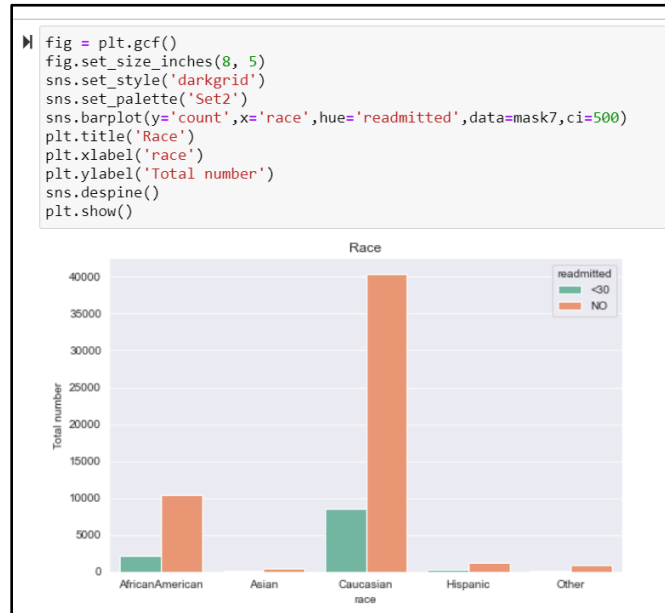 fig = plt.gcf()
fig.set_size_inches(8, 5)
sns.set_style('darkgrid')
sns.set_palette('Set2')
sns.barplot(y='count',x='race',hue='readmitted',data=mask7,ci=500)
plt.title('Race')
plt.xlabel('race')
plt.ylabel('Total number')
sns.despine()
plt.show()
Race
readmitted
<30
NO
40000
35000
30000
25000
20000
15000
10000
5000
0
Total number
AfricanAmerican Asian Caucasian Hispanic Other
race